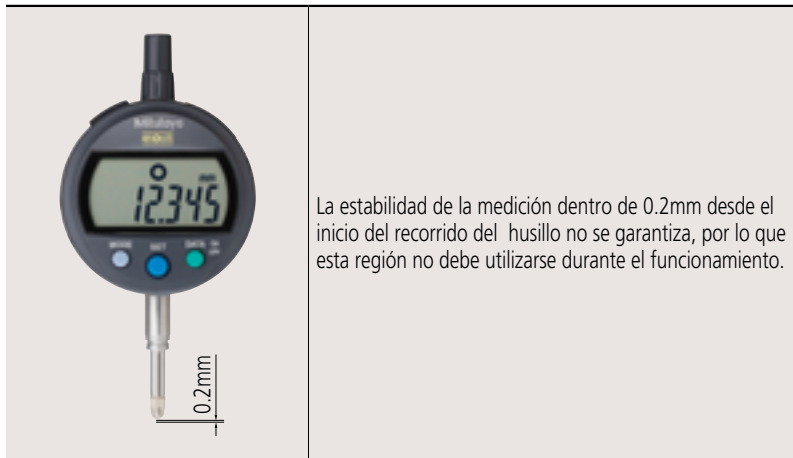 Mitutoyo
mm
12.345
MODE
SET
DATA
0.2mm
La estabilidad de la medición dentro de 0.2mm desde el
inicio del recorrido del husillo no se garantiza, por lo que
esta región no debe utilizarse durante el funcionamiento.